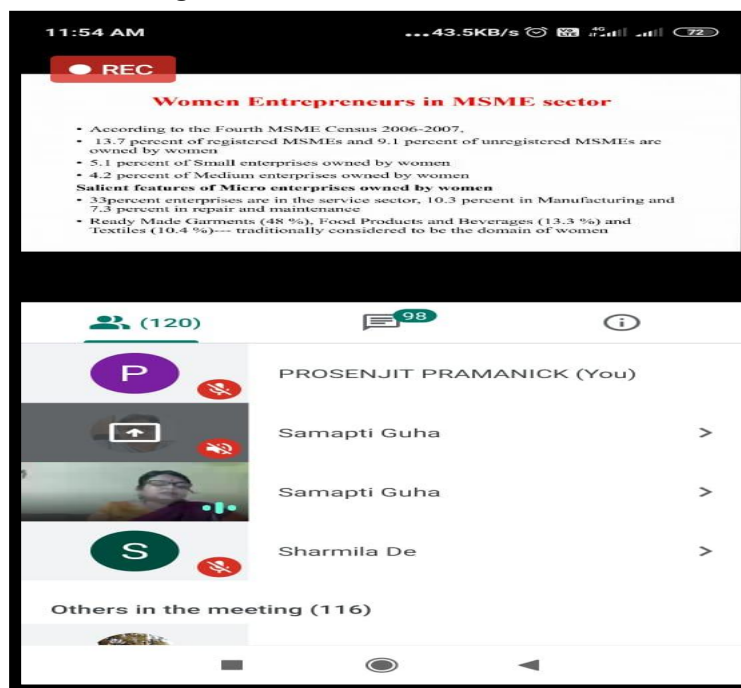 11:54 AM ...43.5KB/s 72
REC
Women Entrepreneurs in MSME sector
• According to the Fourth MSME Census 2006-2007,
• 13.7 percent of registered MSMEs and 9.1 percent of unregistered MSMEs are
owned by women
• 5.1 percent of Small enterprises owned by women
• 4.2 percent of Medium enterprises owned by women
Salient features of Micro enterprises owned by women
• 33percent enterprises are in the service sector, 10.3 percent in Manufacturing and
7.3 percent in repair and maintenance
• Ready Made Garments (48 %), Food Products and Beverages (13.3 %) and
Textiles (10.4 %)--- traditionally considered to be the domain of women
(120) 98
P PROSENJIT PRAMANICK (You)
Samapti Guha
Samapti Guha
S Sharmila De
Others in the meeting (116)